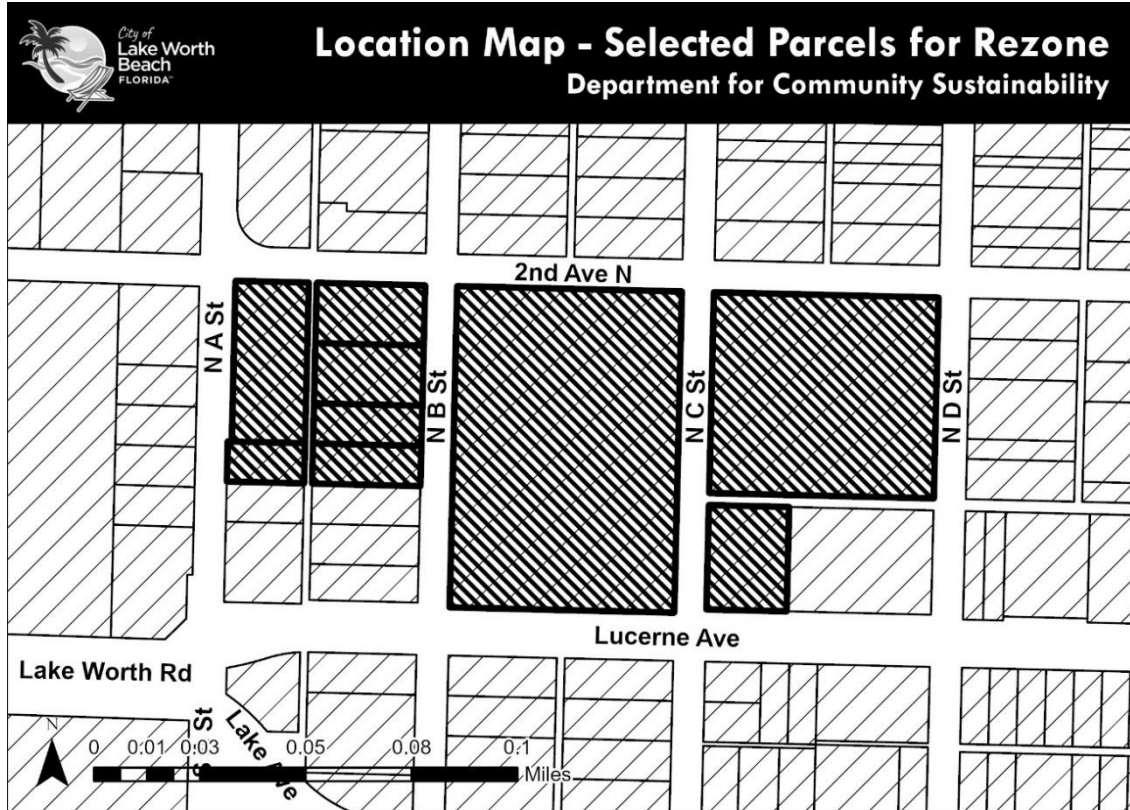 City of
Lake Worth
Beach
FLORIDA™
Location Map - Selected Parcels for Rezone
Department for Community Sustainability
2nd Ave N
N A St
N B St
N C St
N D St
Lucerne Ave
Lake Worth Rd
S St
Lake Ave
N
0 0.01 0.03 0.05 0.08 0.1
Miles